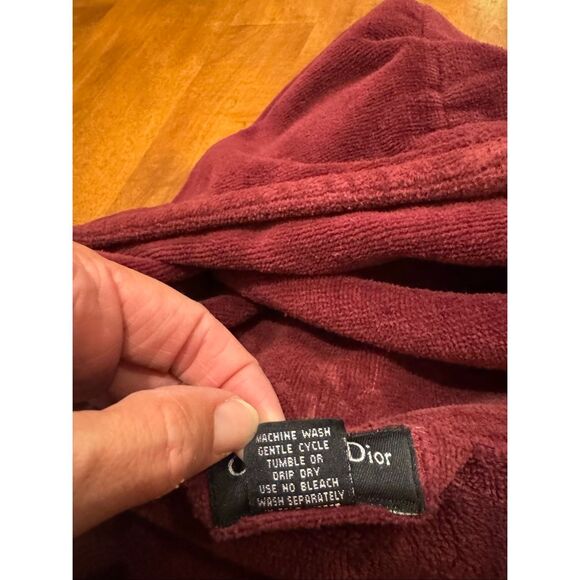 MACHINE WASH
GENTLE CYCLE
TUMBLE OR
DRIP DRY
USE NO BLEACH
WASH SEPARATELY
Dior